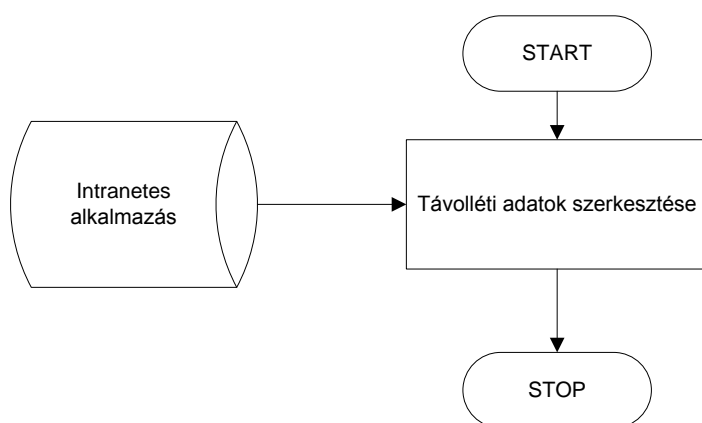 START
Intranetes
alkalmazás
Távolléti adatok szerkesztése
STOP